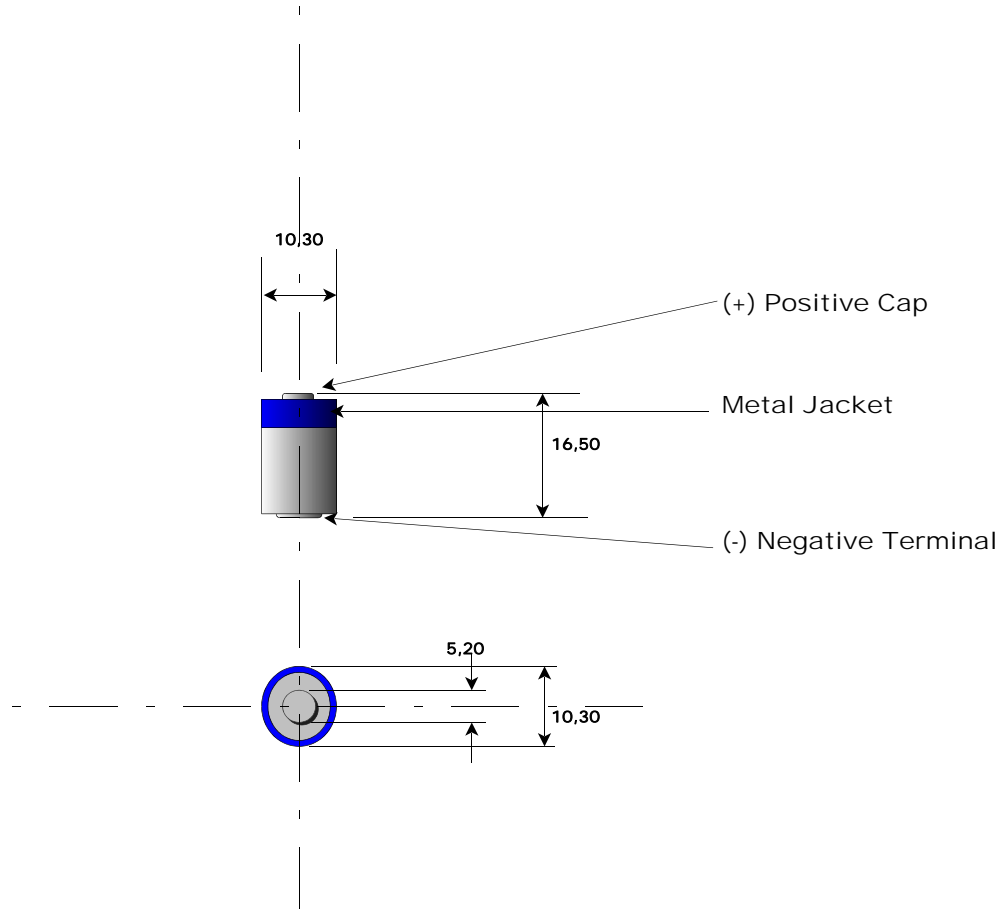 10,30
(+) Positive Cap
Metal Jacket
16,50
(-) Negative Terminal
5,20
10,30